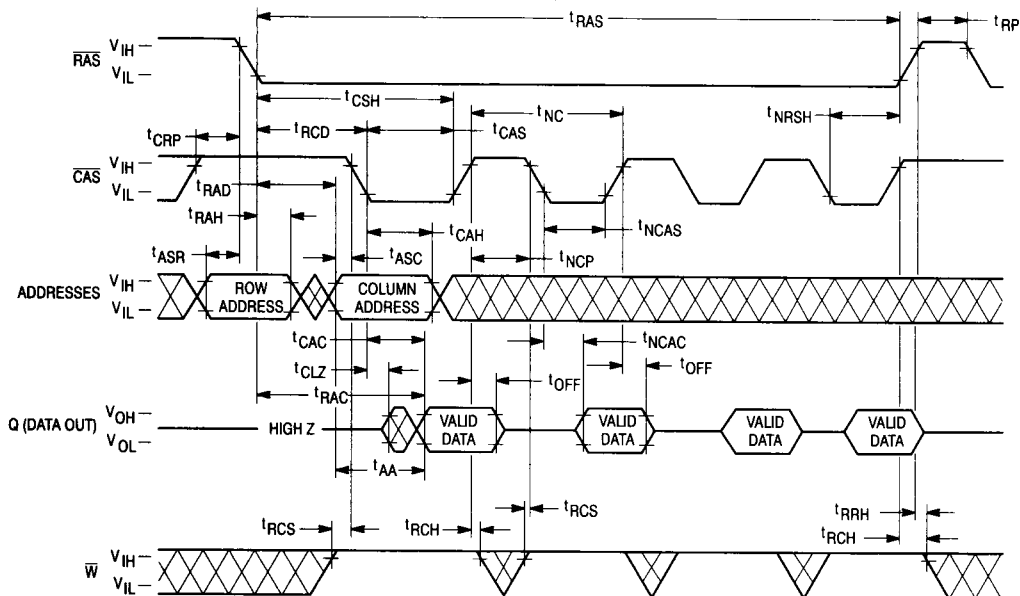 tRAS
tRP
RAS
VIH
VIL
tCSH
tNC
tNRSH
tCRP
tRCD
tCAS
CAS
VIH
VIL
tRAD
tRAH
tCAH
tNCAS
tASR
tASC
tNCP
ADDRESSES
VIH
VIL
ROW ADDRESS
COLUMN ADDRESS
tCAC
tNCAC
tCLZ
tOFF
tOFF
tRAC
Q (DATA OUT)
VOH
VOL
HIGH Z
VALID DATA
VALID DATA
VALID DATA
VALID DATA
tAA
tRCS
tRCH
tRCS
tRRH
tRCH
W
VIH
VIL